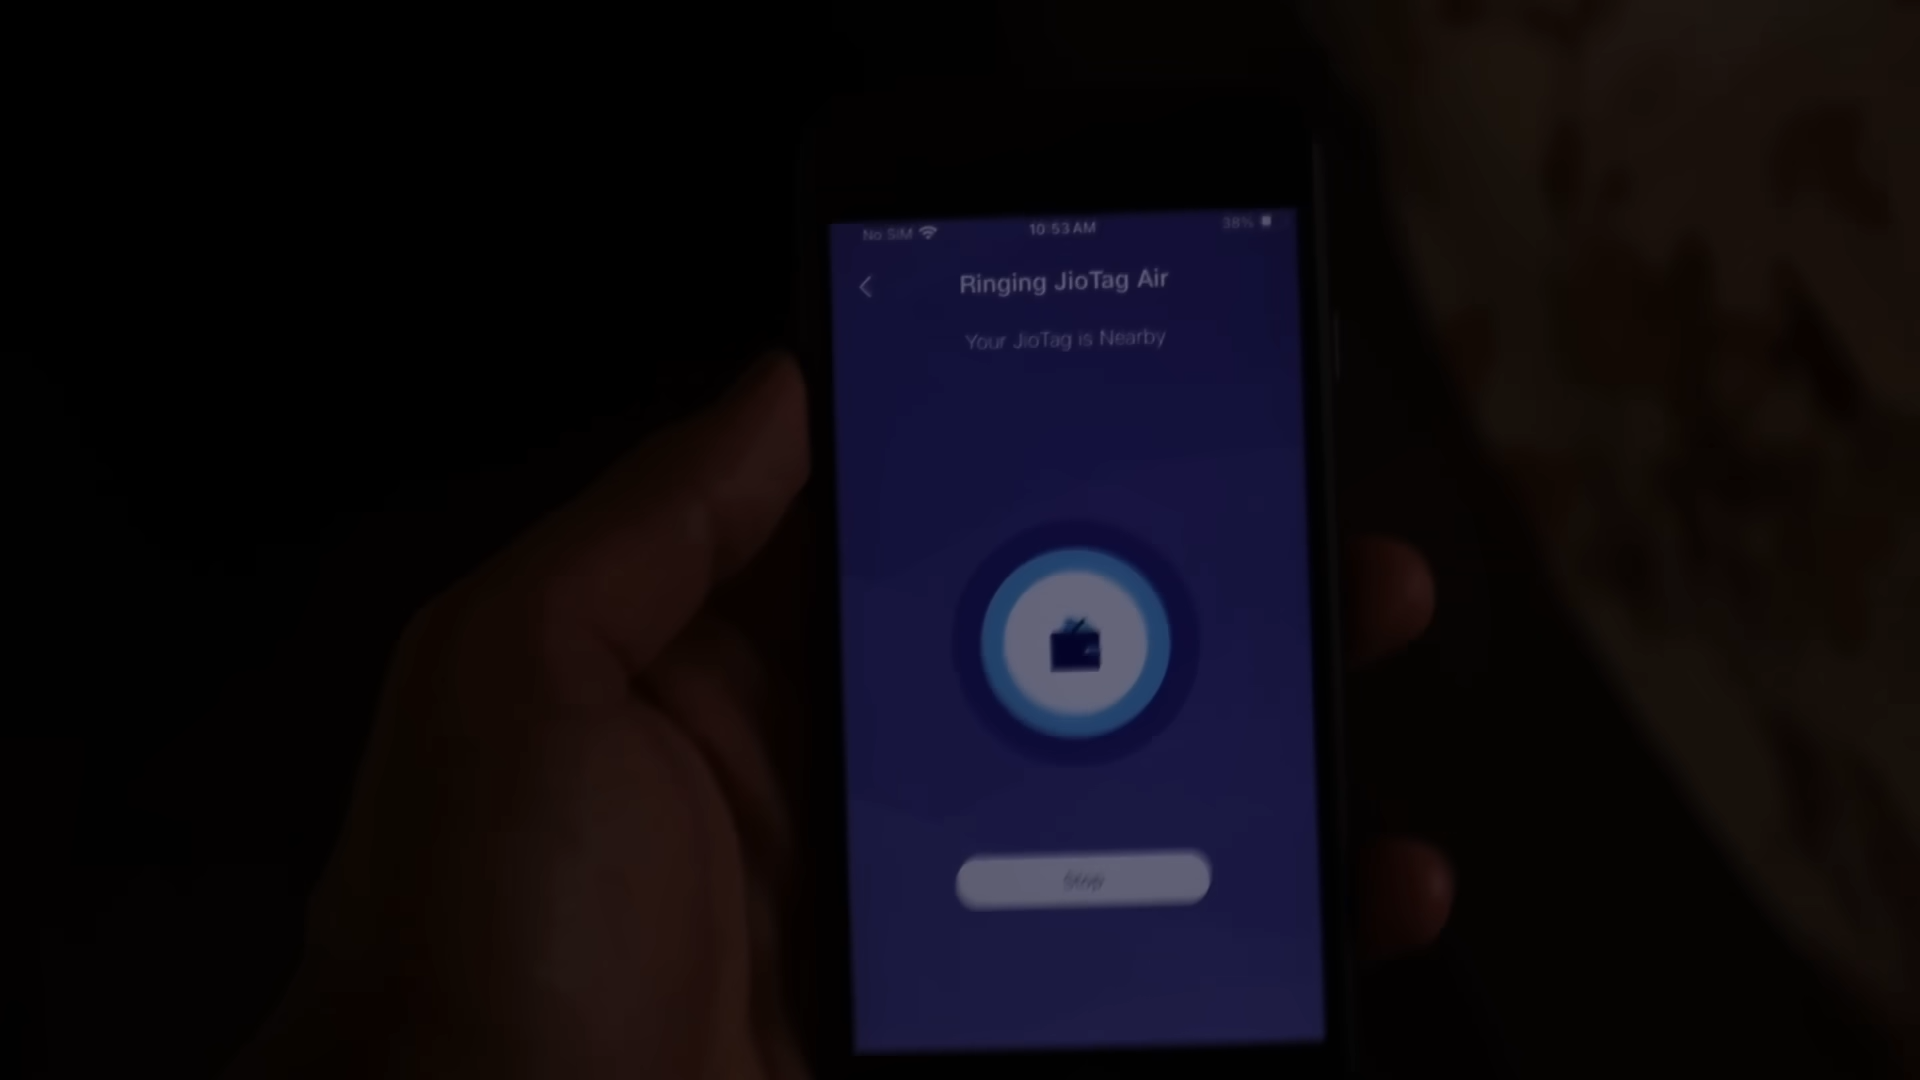 No SIM
10:53 AM
38%
Ringing JioTag Air
Your JioTag is Nearby
Stop